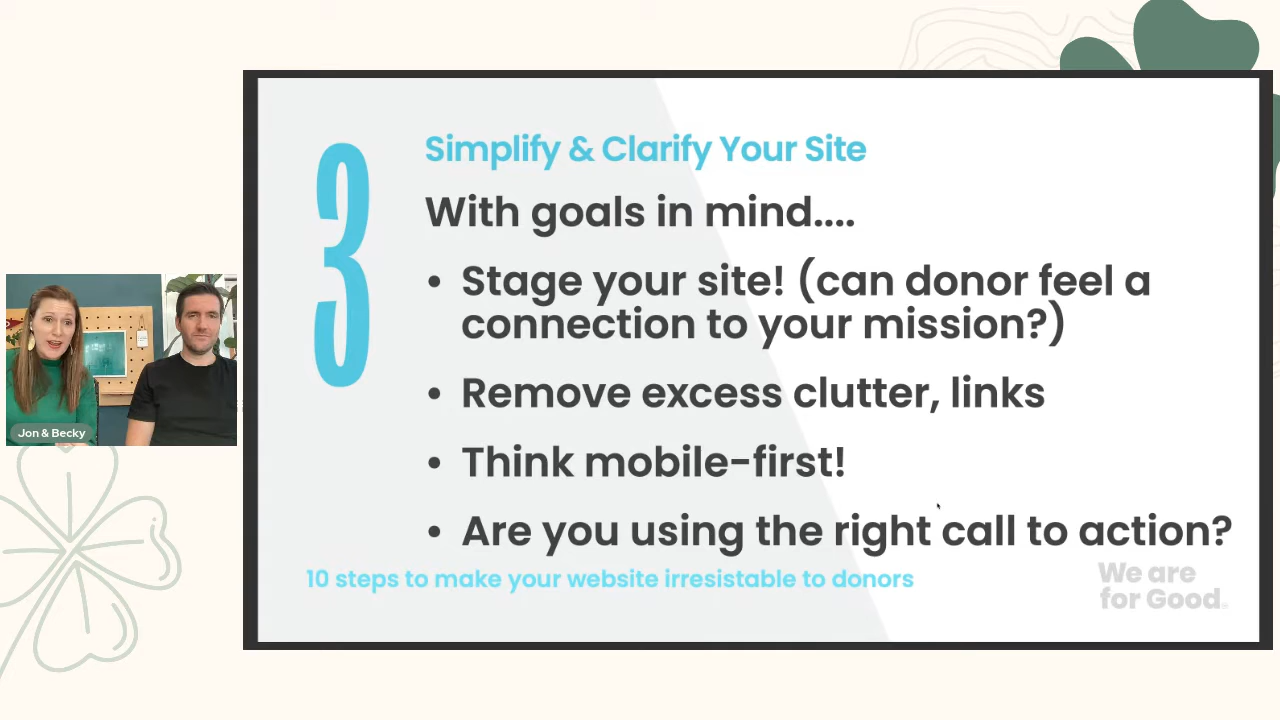 3
Simplify & Clarify Your Site
With goals in mind....
• Stage your site! (can donor feel a
connection to your mission?)
• Remove excess clutter, links
• Think mobile-first!
• Are you using the right call to action?
10 steps to make your website irresistable to donors
We are
for Good
Jon & Becky